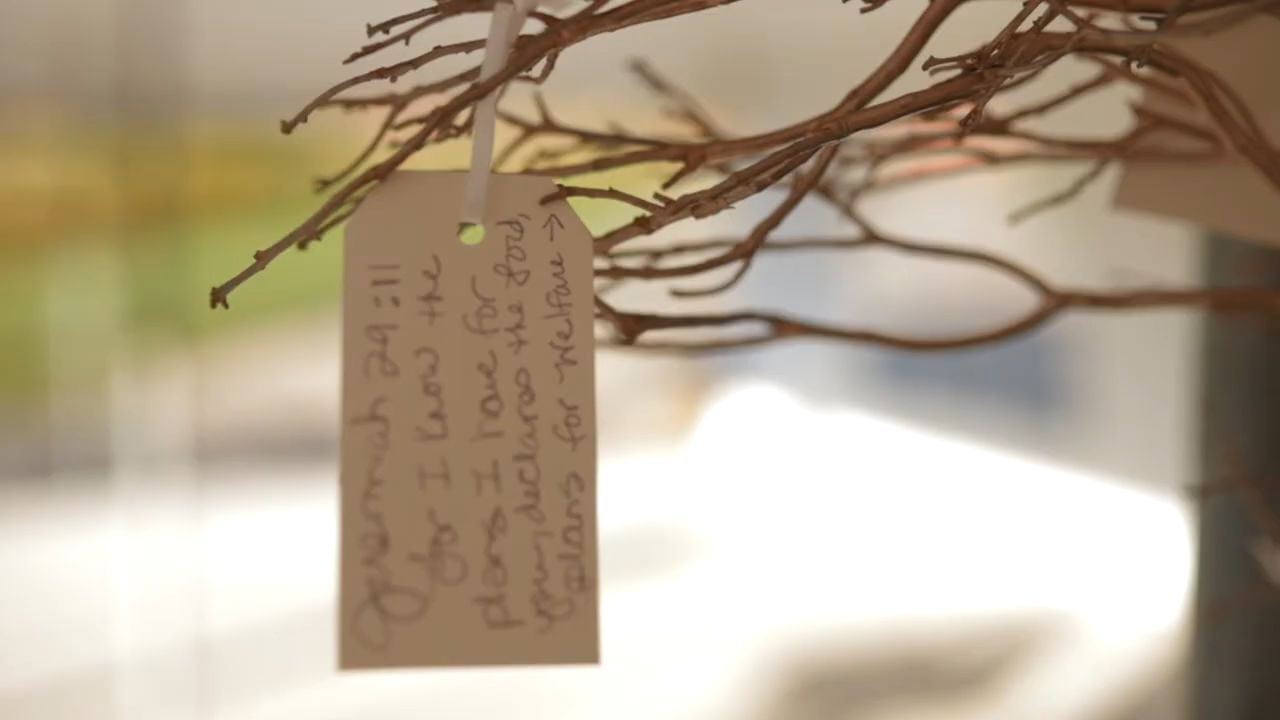 Jeremiah 29:11
for I know the
plans I have for
you, declares the Lord,
plans for welfare →